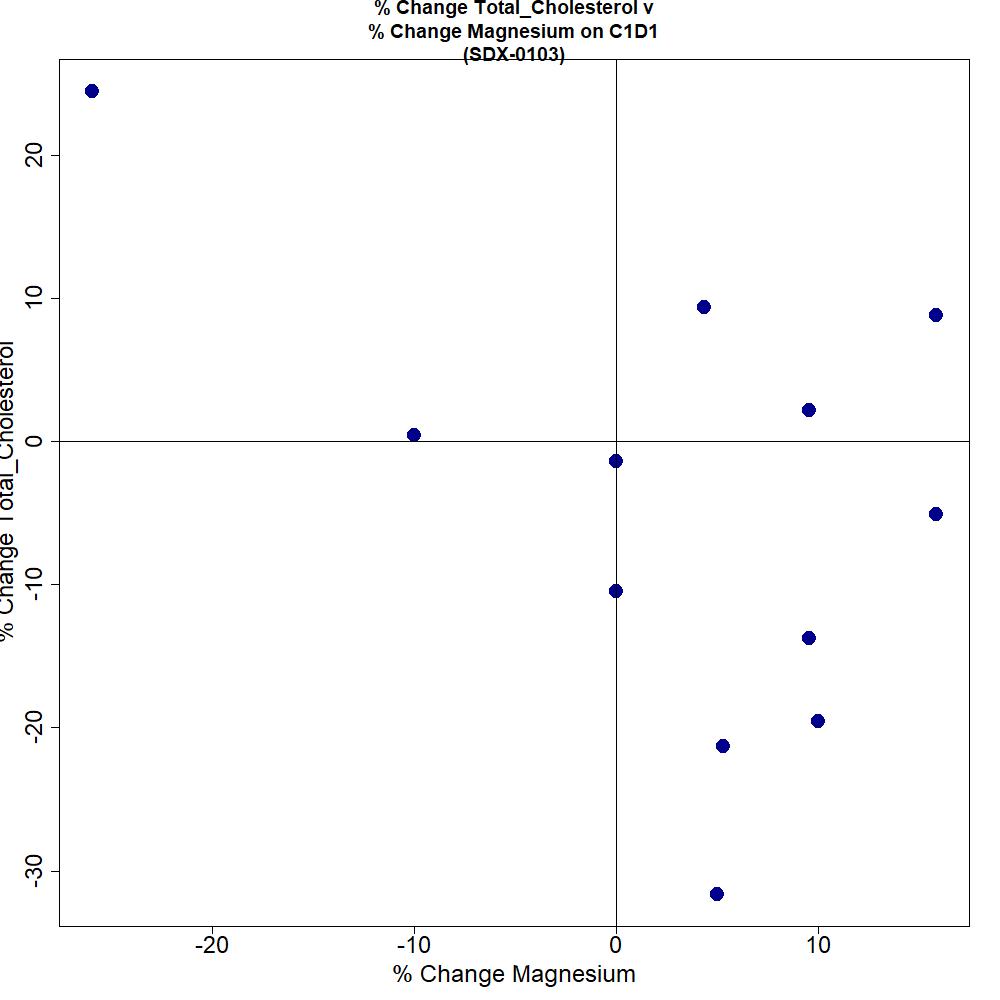 % Change Total_Cholesterol v
% Change Magnesium on C1D1
(SDX-0103)
% Change Total_Cholesterol
20
10
0
-10
-20
-30
-20
-10
0
10
% Change Magnesium